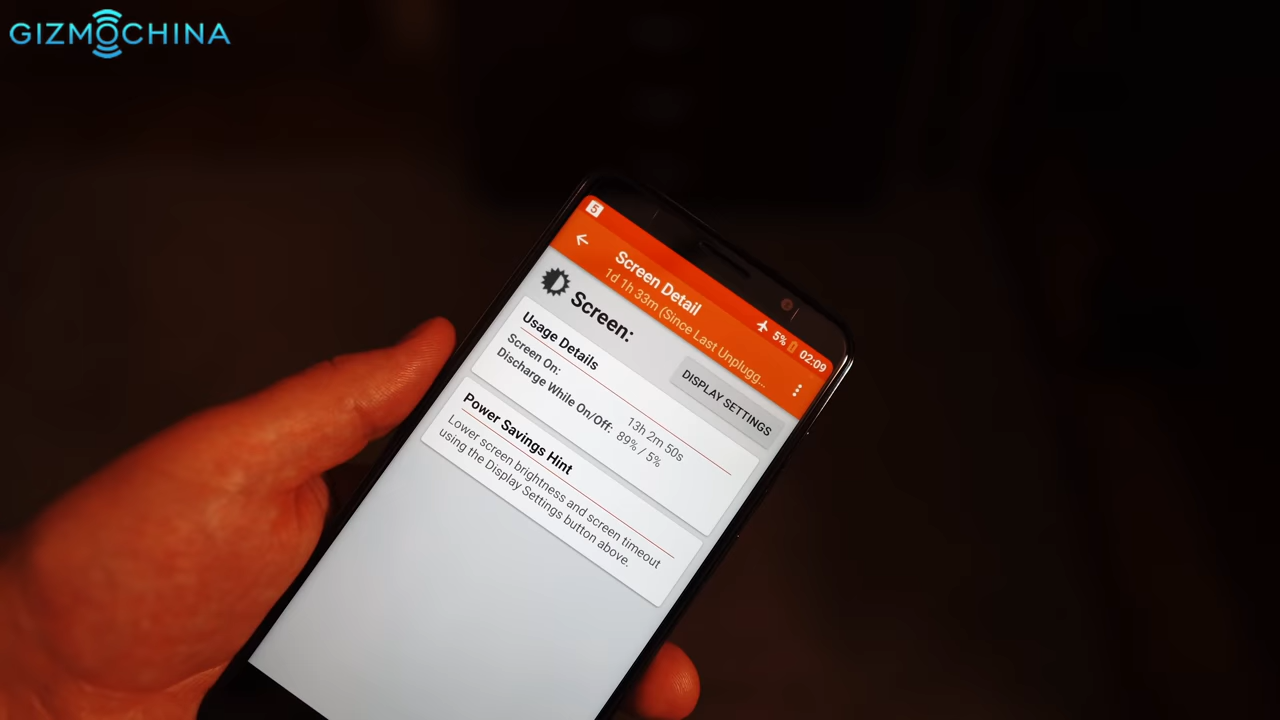 GIZMOCHINA
5
5% 02:09
Screen Detail
1d 1h 33m (Since Last Unplugg...
Screen:
DISPLAY SETTINGS
Usage Details
Screen On: 13h 2m 50s
Discharge While On/Off: 89% / 5%
Power Savings Hint
Lower screen brightness and screen timeout
using the Display Settings button above.